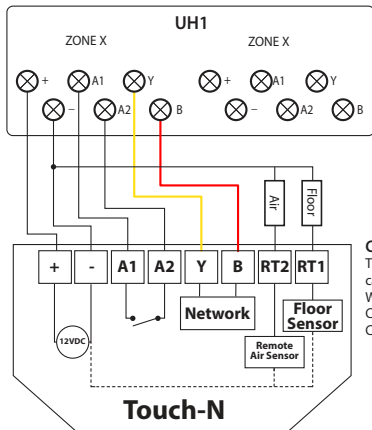 UH1
ZONE X ZONE X
+ A1 Y + A1 Y
– A2 B – A2 B
Air Floor
+ - A1 A2 Y B RT2 RT1
12VDC
Network
Floor
Sensor
Remote
Air Sensor
Touch-N